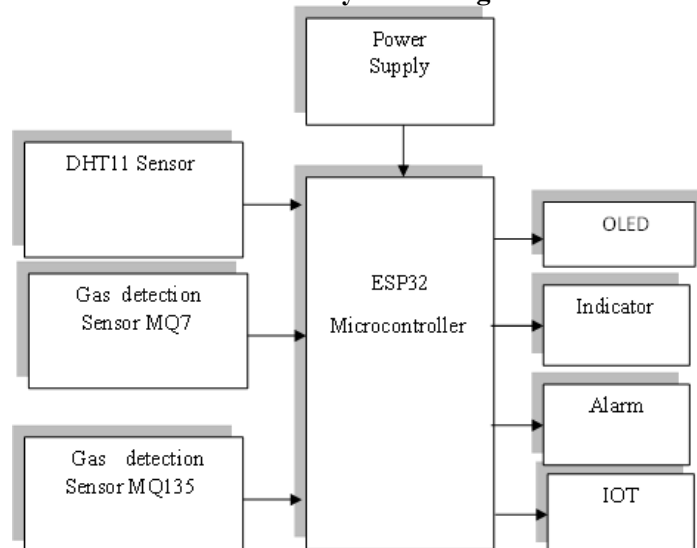 Power
Supply
DHT11 Sensor
OLED
Gas detection
Sensor MQ7
ESP32
Microcontroller
Indicator
Alarm
Gas detection
Sensor MQ135
IOT